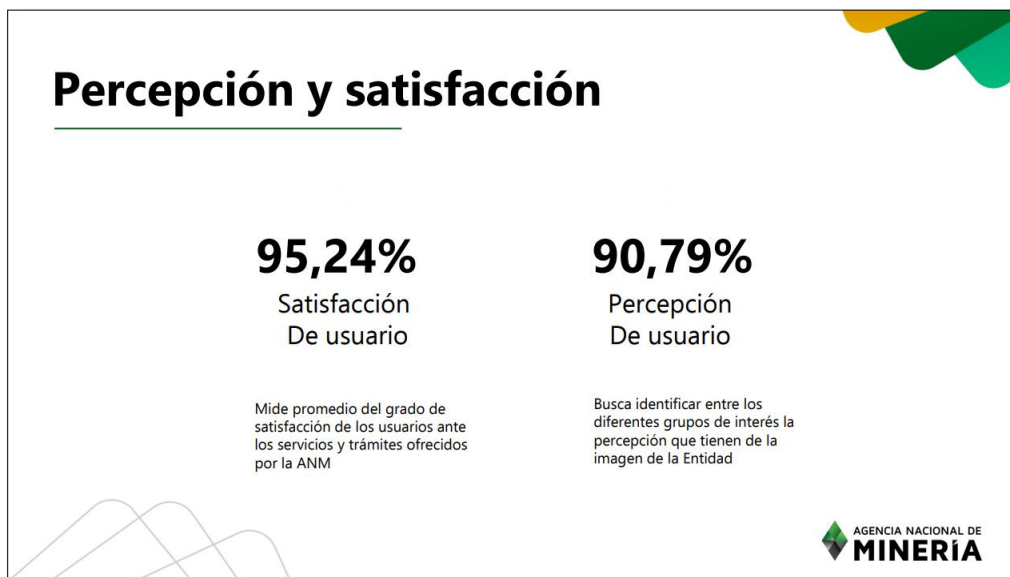 Percepción y satisfacción
95,24%
Satisfacción
De usuario
Mide promedio del grado de
satisfacción de los usuarios ante
los servicios y trámites ofrecidos
por la ANM
90,79%
Percepción
De usuario
Busca identificar entre los
diferentes grupos de interés la
percepción que tienen de la
imagen de la Entidad
AGENCIA NACIONAL DE
MINERÍA